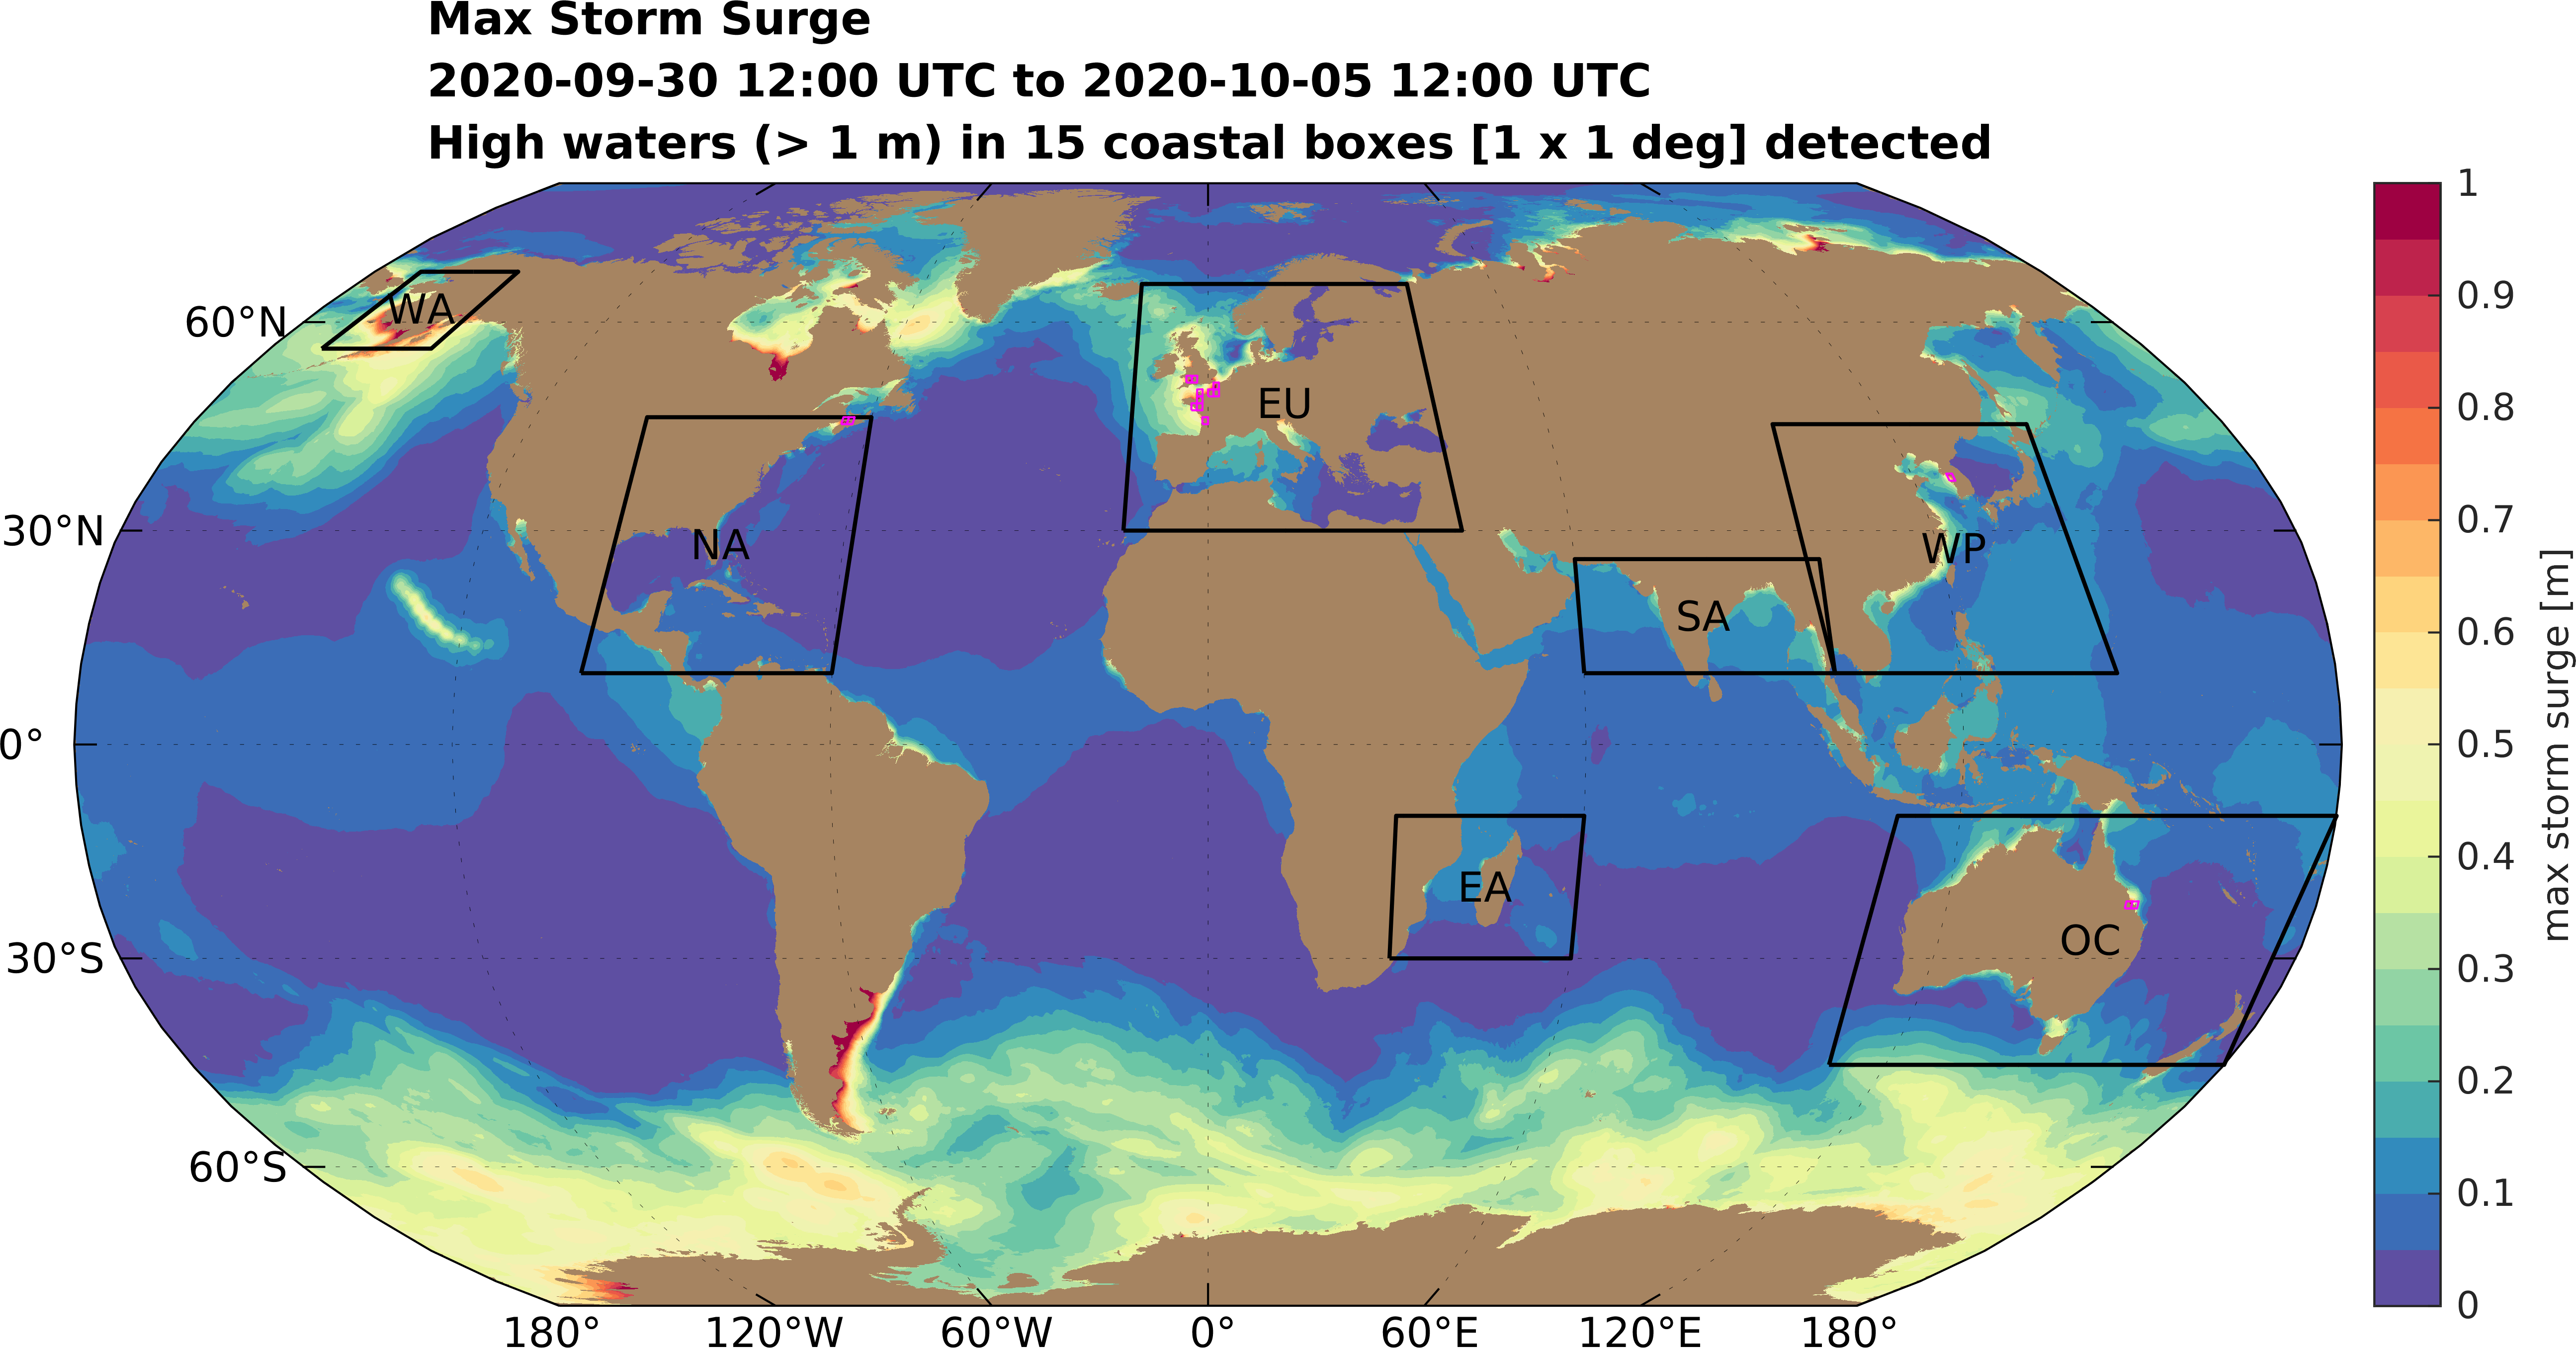 Max Storm Surge
2020-09-30 12:00 UTC to 2020-10-05 12:00 UTC
High waters (> 1 m) in 15 coastal boxes [1 x 1 deg] detected
60°N
30°N
0°
30°S
60°S
WA
NA
EU
SA
WP
EA
OC
180°
120°W
60°W
0°
60°E
120°E
180°
1
0.9
0.8
0.7
0.6
0.5
0.4
0.3
0.2
0.1
0
max storm surge [m]